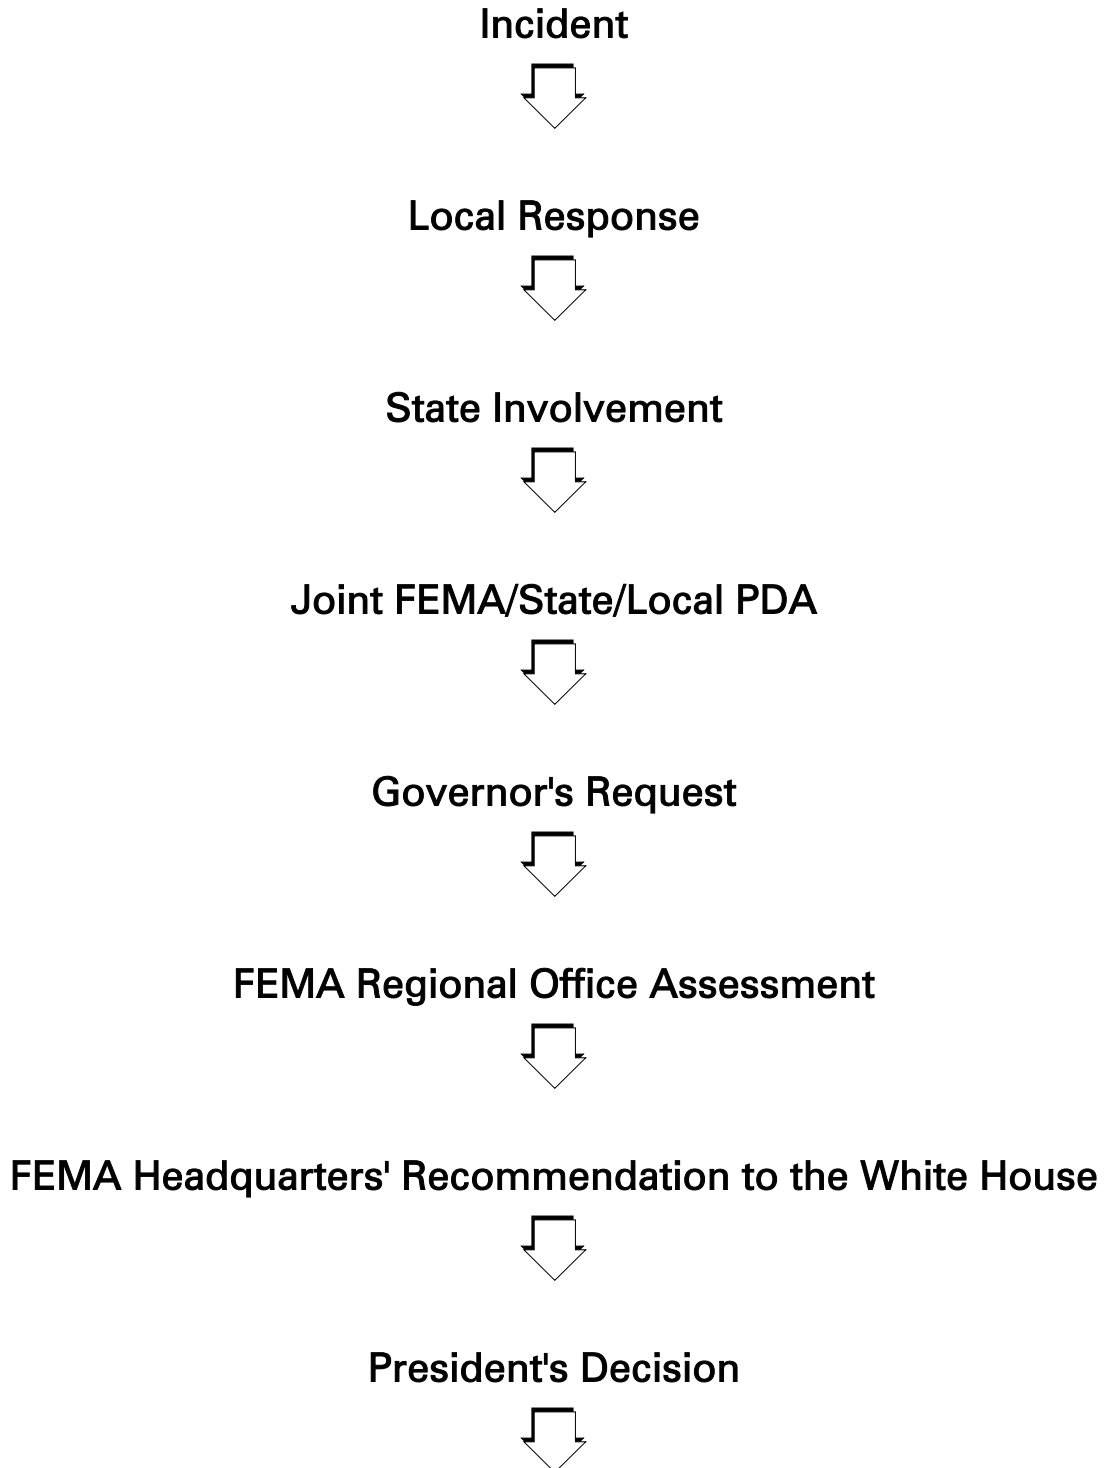 Incident
Local Response
State Involvement
Joint FEMA/State/Local PDA
Governor's Request
FEMA Regional Office Assessment
FEMA Headquarters' Recommendation to the White House
President's Decision